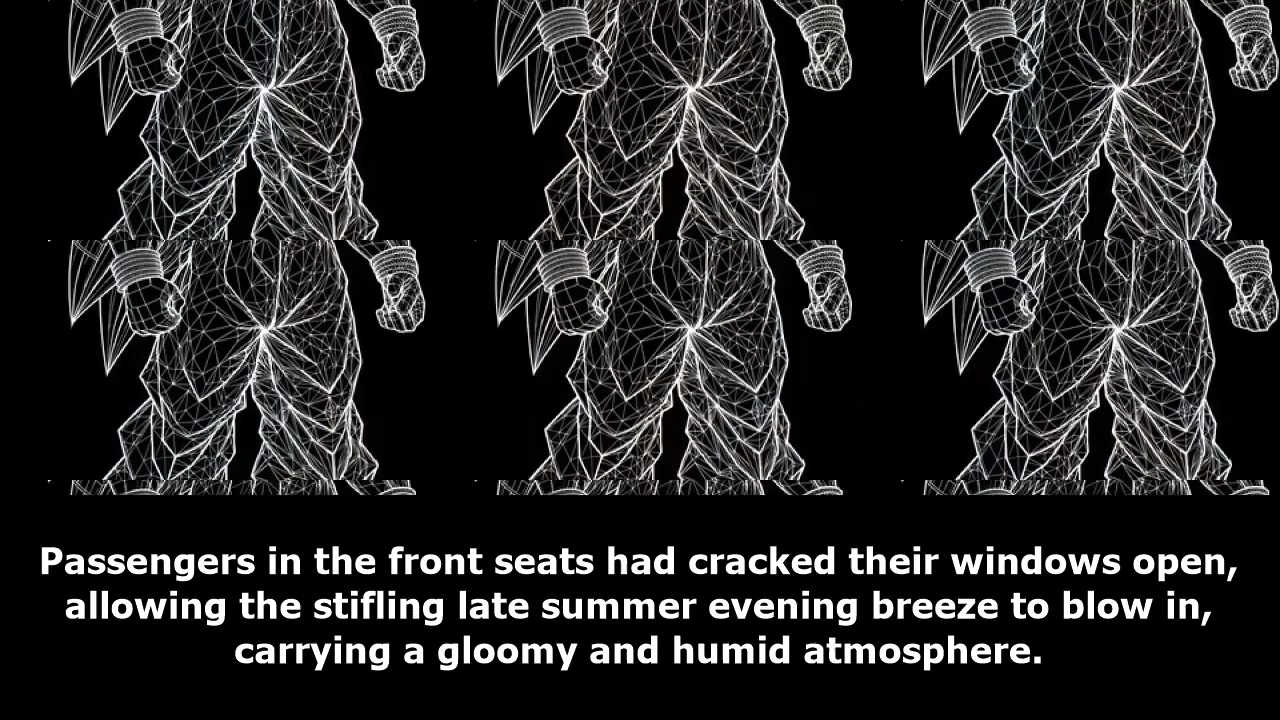 Passengers in the front seats had cracked their windows open,
allowing the stifling late summer evening breeze to blow in,
carrying a gloomy and humid atmosphere.